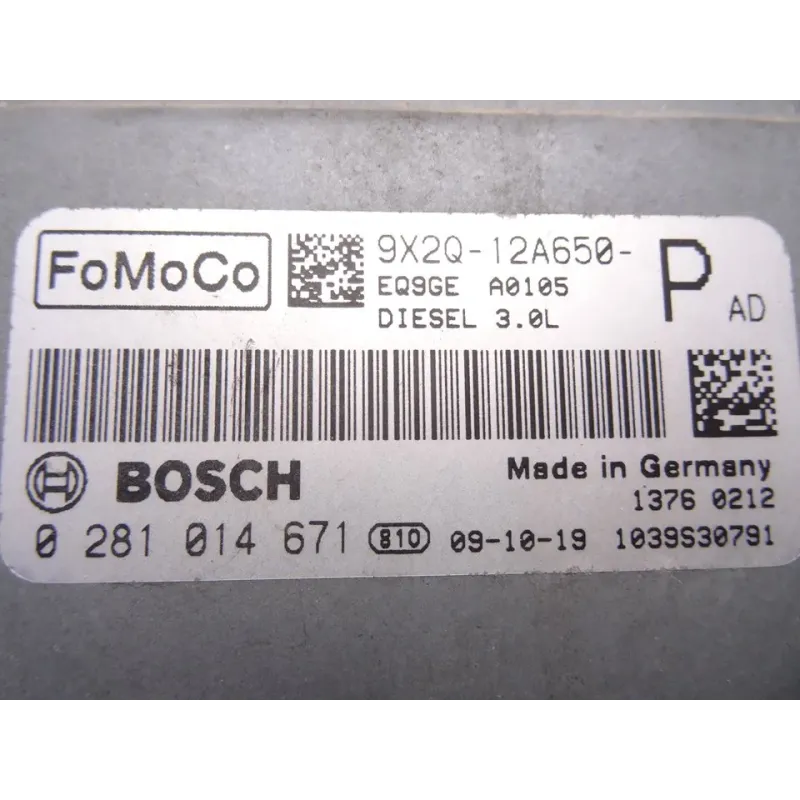 FoMoCo
9X2Q-12A650-
P
AD
EQ9GE A0105
DIESEL 3.0L
BOSCH
Made in Germany
1376 0212
0 281 014 671 810 09-10-19 1039S30791